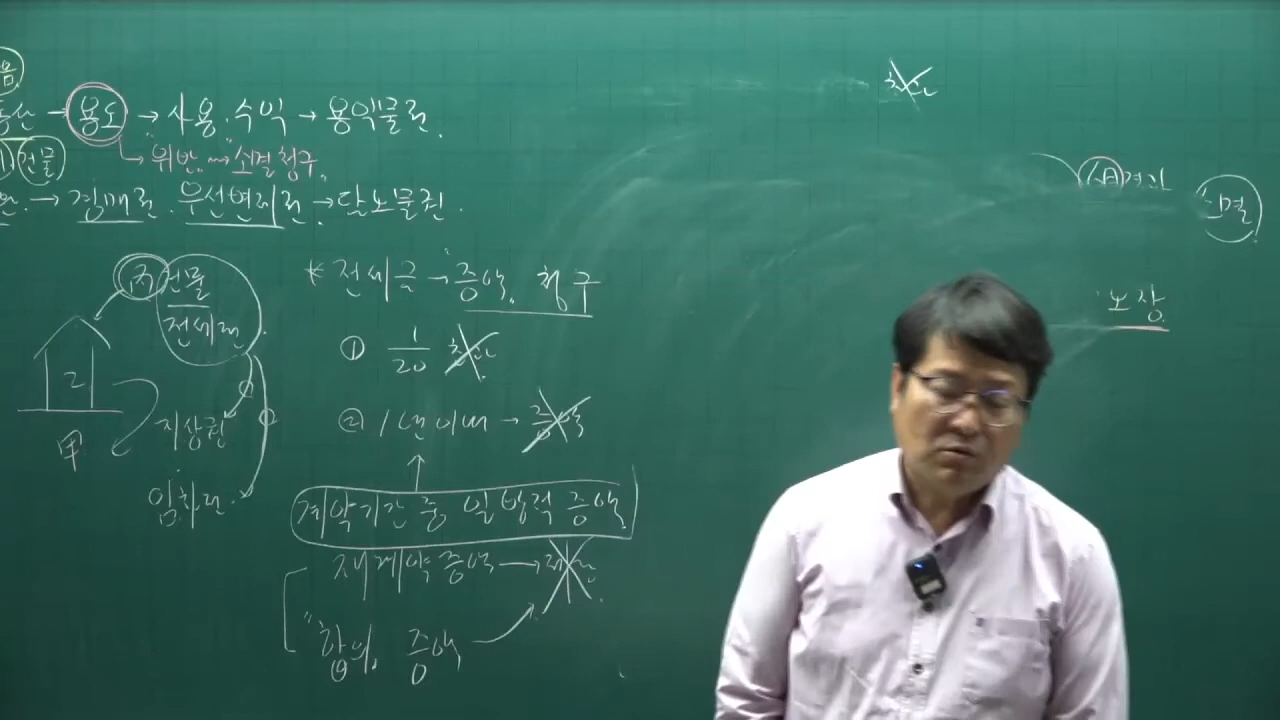 용도 → 사용·수익 → 용익물권.
건물
→ 위반 → 소멸청구.
→ 경매권. 우선변제권 → 담보물권.
건물
전세권
2
甲
지상권
임차권.
* 전세금 → 증액. 청구
① 1/20 초과
② 1년 이내 → 증액
계약기간 중 일방적 증액
재계약 증액 → 제한
"합의" 증액
초과
소멸
보장